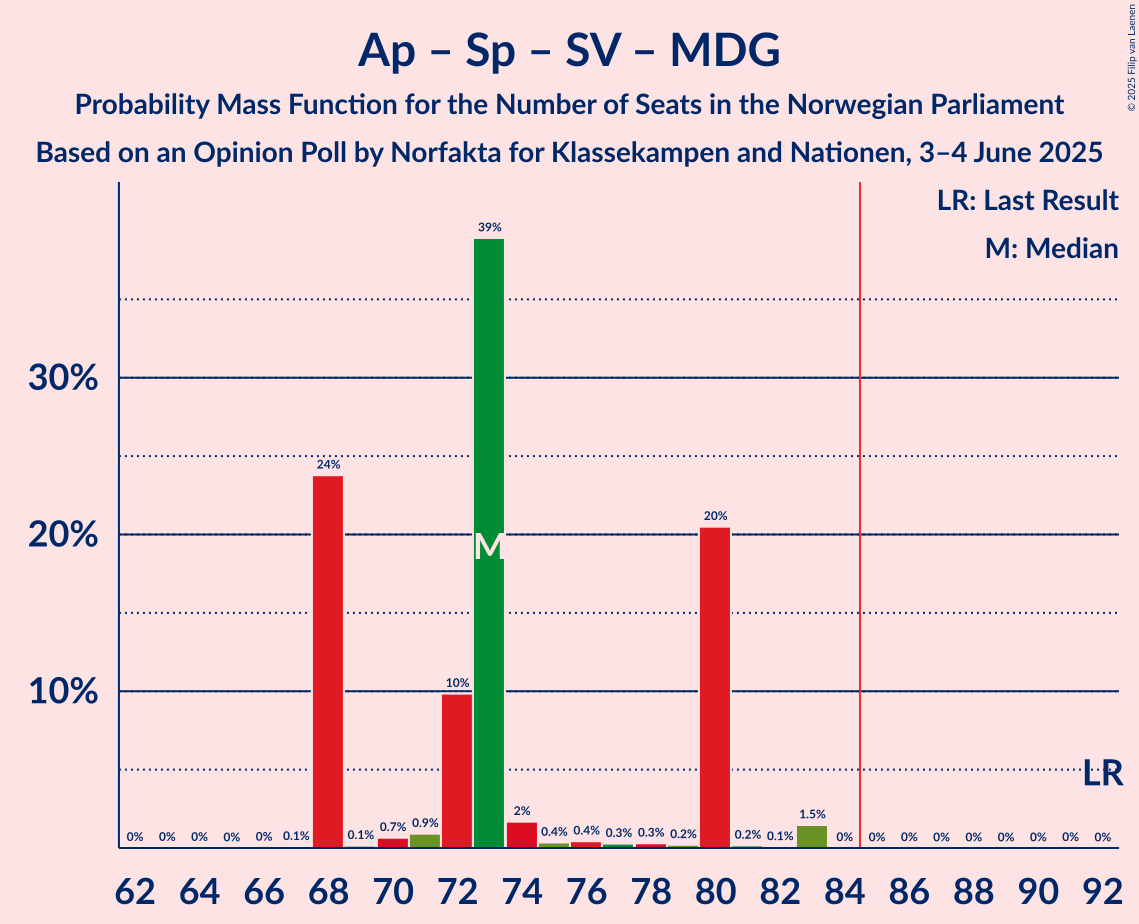 Ap – Sp – SV – MDG
Probability Mass Function for the Number of Seats in the Norwegian Parliament
Based on an Opinion Poll by Norfakta for Klassekampen and Nationen, 3–4 June 2025
© 2025 Filip van Laenen
LR: Last Result
M: Median
39%
30%
24%
20%
20%
M
10%
10%
LR
0% 0% 0% 0% 0% 0.1% 0.1% 0.7% 0.9% 2% 0.4% 0.4% 0.3% 0.3% 0.2% 0.2% 0.1% 1.5% 0% 0% 0% 0% 0% 0% 0% 0% 0%
62 64 66 68 70 72 74 76 78 80 82 84 86 88 90 92